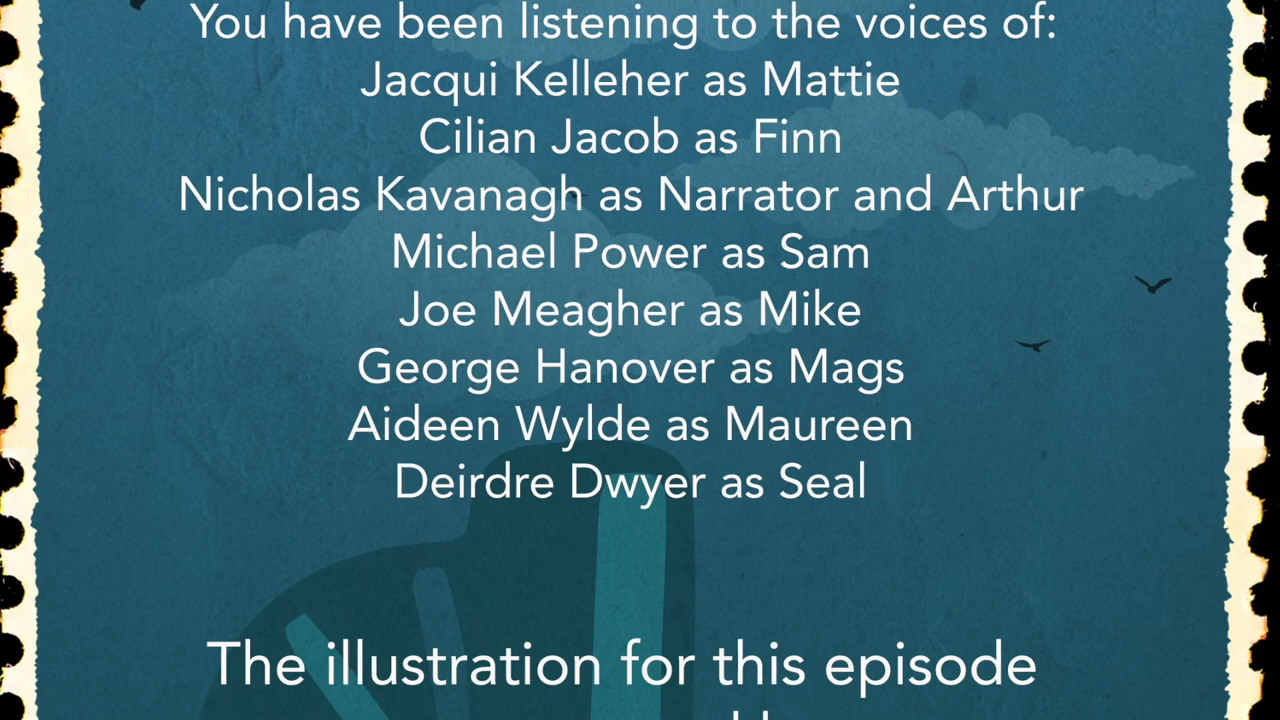 You have been listening to the voices of:
Jacqui Kelleher as Mattie
Cilian Jacob as Finn
Nicholas Kavanagh as Narrator and Arthur
Michael Power as Sam
Joe Meagher as Mike
George Hanover as Mags
Aideen Wylde as Maureen
Deirdre Dwyer as Seal
The illustration for this episode